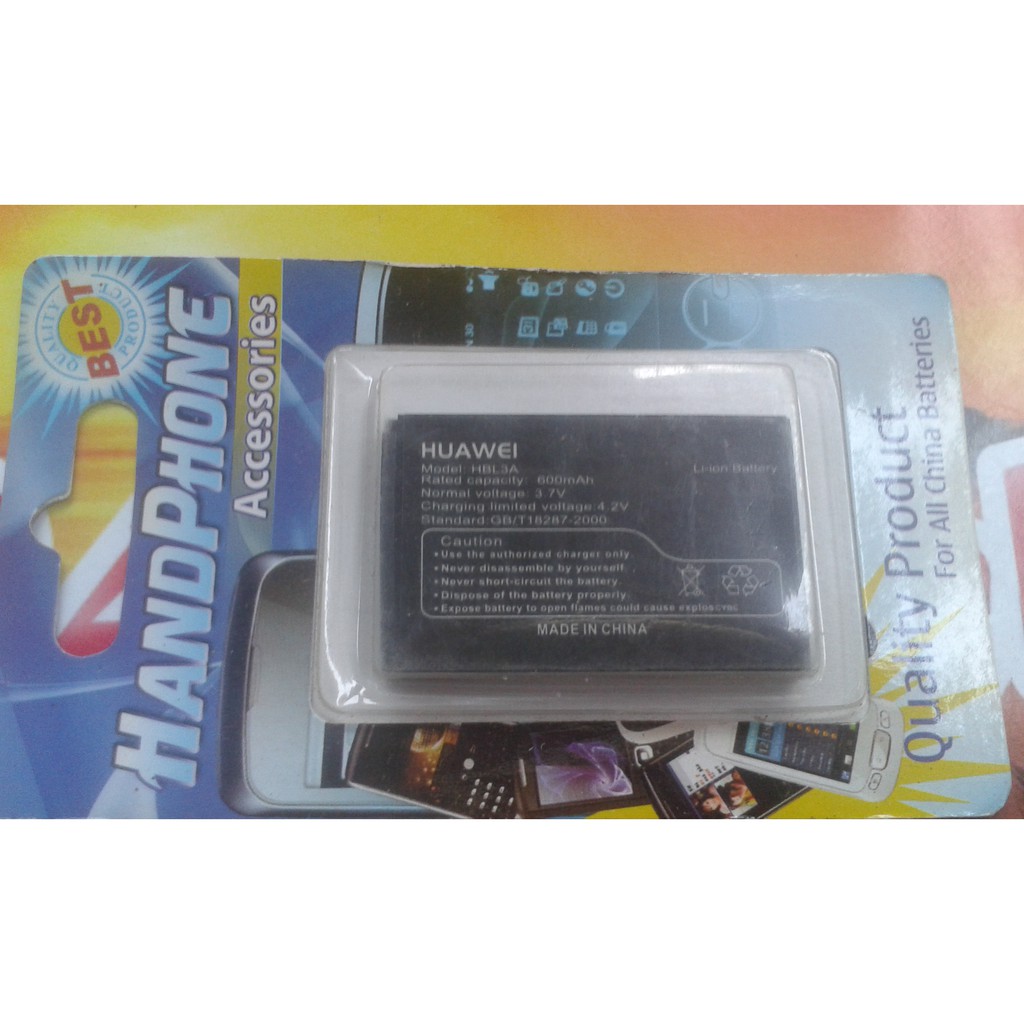 QUALITY
BEST
PRODUCT
HANDPHONE
Accessories
HUAWEI
Model: HBL3A
Li-ion Battery
Rated capacity: 600mAh
Normal voltage: 3.7V
Charging limited voltage:4.2V
Standard:GB/T18287-2000
Caution
• Use the authorized charger only.
• Never disassemble by yourself.
• Never short-circuit the battery.
• Dispose of the battery properly.
• Expose battery to open flames could cause
MADE IN CHINA
Quality Product
For All China Batteries